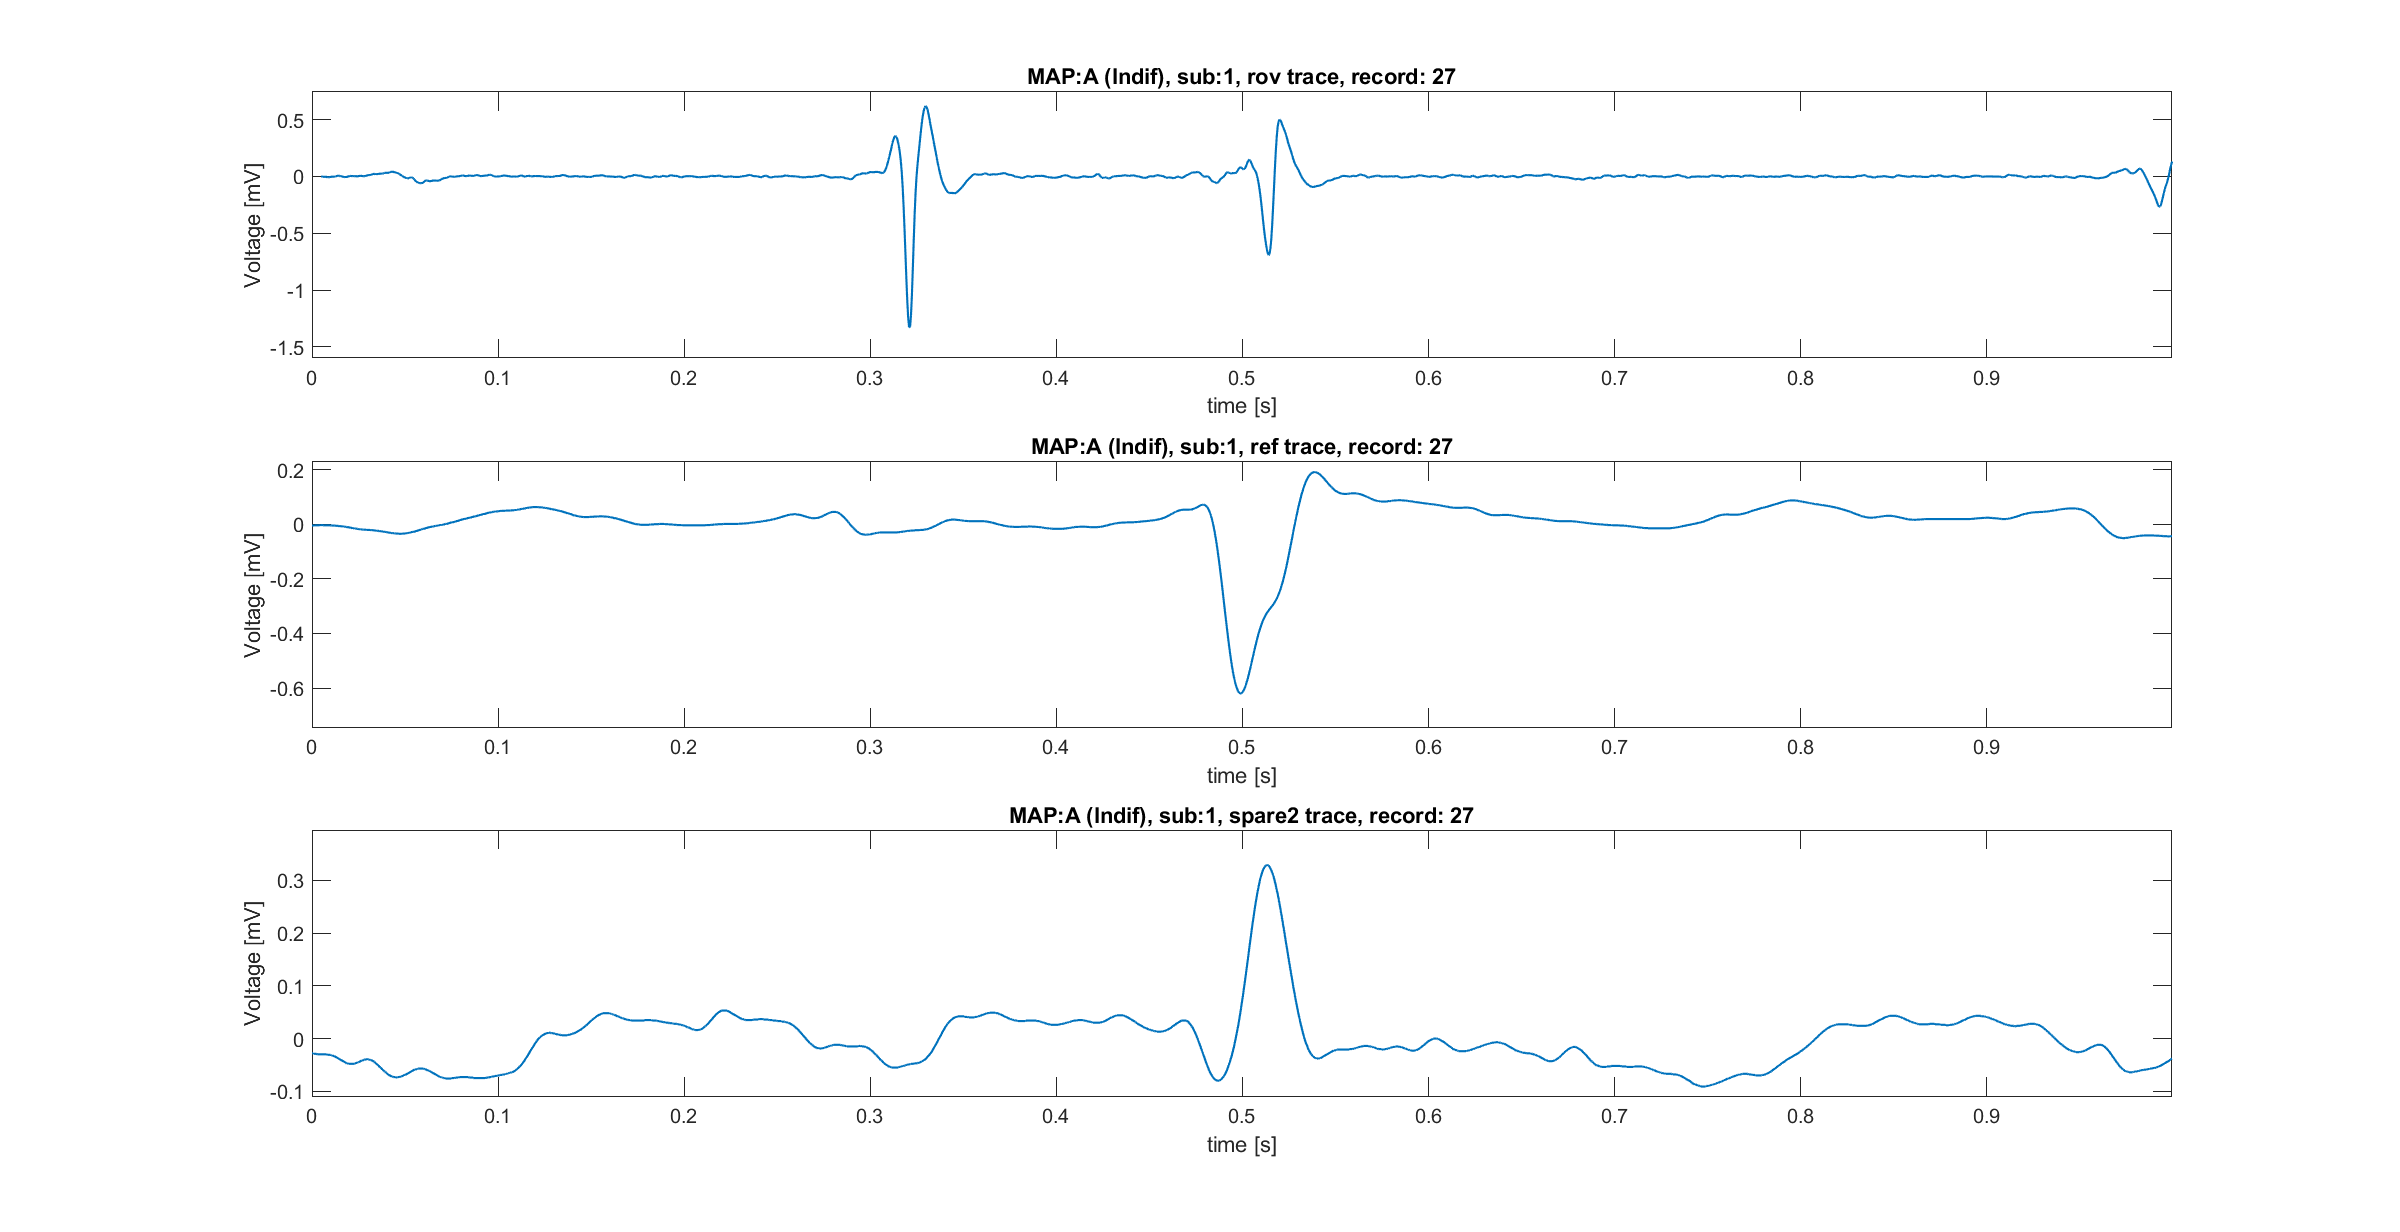 MAP:A (Indif), sub:1, rov trace, record: 27
0.5
0
-0.5
-1
-1.5
Voltage [mV]
0 0.1 0.2 0.3 0.4 0.5 0.6 0.7 0.8 0.9
time [s]
MAP:A (Indif), sub:1, ref trace, record: 27
0.2
0
-0.2
-0.4
-0.6
Voltage [mV]
0 0.1 0.2 0.3 0.4 0.5 0.6 0.7 0.8 0.9
time [s]
MAP:A (Indif), sub:1, spare2 trace, record: 27
0.3
0.2
0.1
0
-0.1
Voltage [mV]
0 0.1 0.2 0.3 0.4 0.5 0.6 0.7 0.8 0.9
time [s]